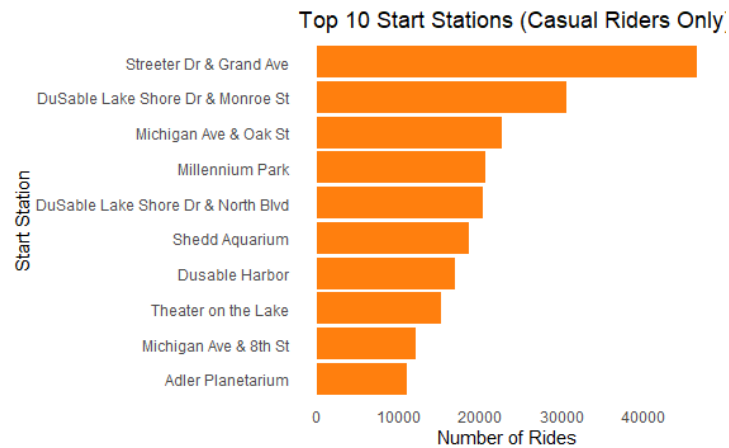 Top 10 Start Stations (Casual Riders Only)
Start Station
Streeter Dr & Grand Ave
DuSable Lake Shore Dr & Monroe St
Michigan Ave & Oak St
Millennium Park
DuSable Lake Shore Dr & North Blvd
Shedd Aquarium
Dusable Harbor
Theater on the Lake
Michigan Ave & 8th St
Adler Planetarium
0 10000 20000 30000 40000
Number of Rides